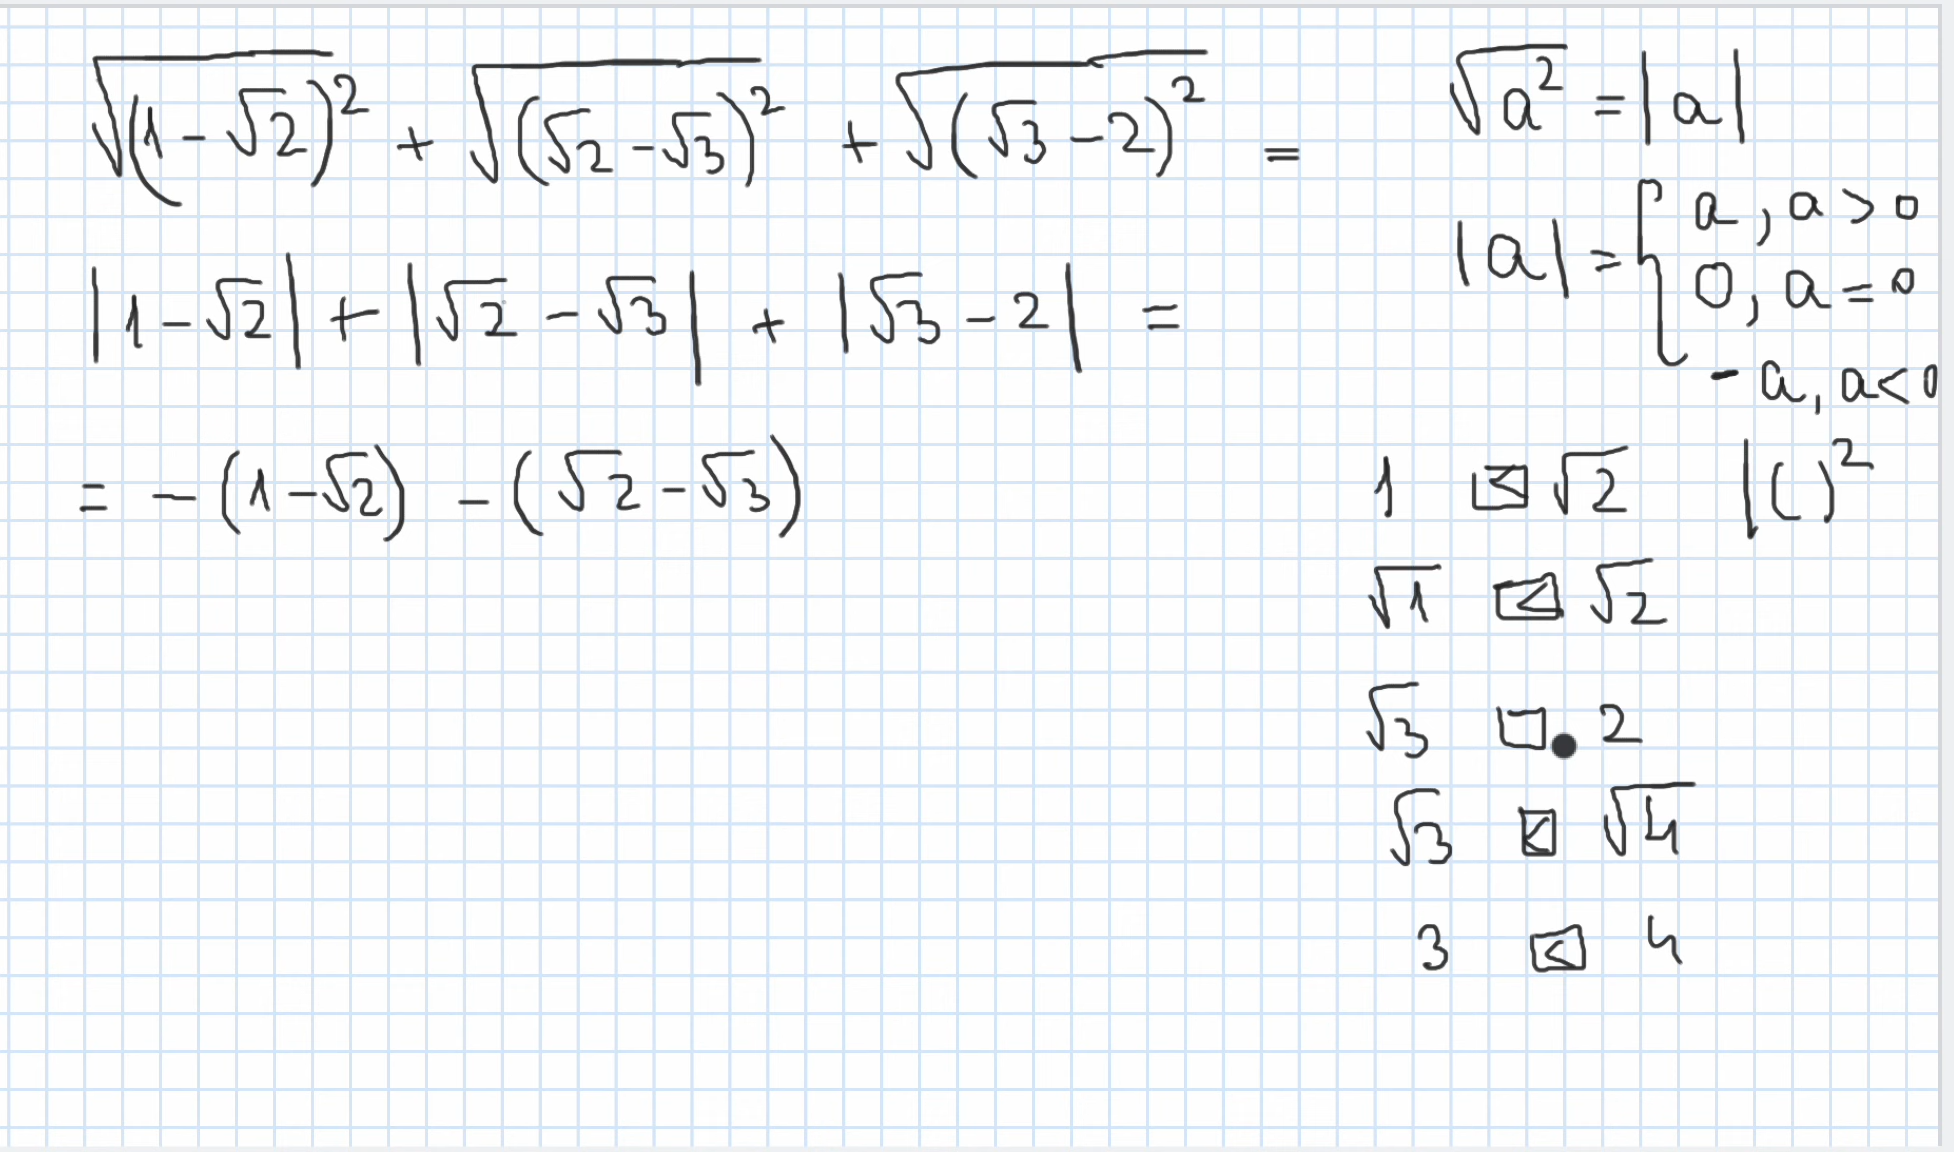 √(1-√2)² + √(√2-√3)² + √(√3-2)² =
|1-√2| + |√2-√3| + |√3-2| =
= -(1-√2) -(√2-√3)
√a² = |a|
|a| = { a, a > 0
0, a = 0
- a, a < 0
1 < √2 |( )²
√1 < √2
√3 □ 2
√3 < √4
3 < 4